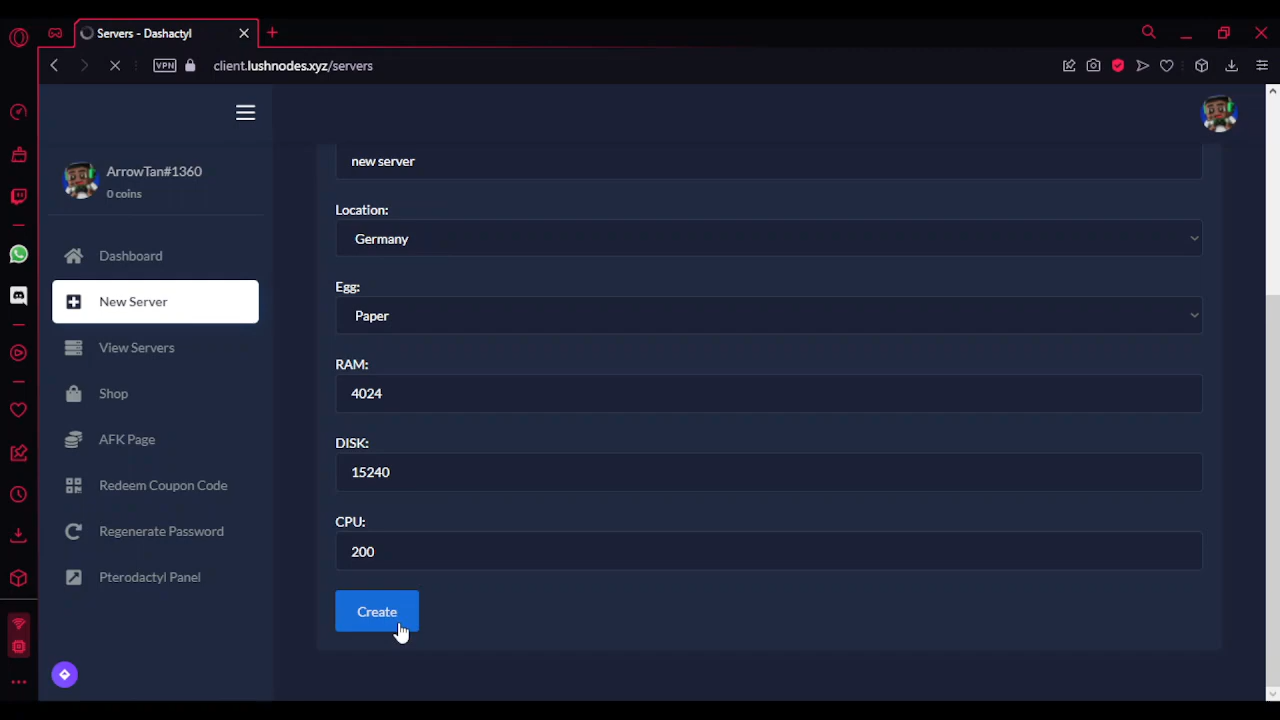 Servers - Dashactyl
VPN
client.lushnodes.xyz/servers
ArrowTan#1360
0 coins
Dashboard
New Server
View Servers
Shop
AFK Page
Redeem Coupon Code
Regenerate Password
Pterodactyl Panel
new server
Location:
Germany
Egg:
Paper
RAM:
4024
DISK:
15240
CPU:
200
Create